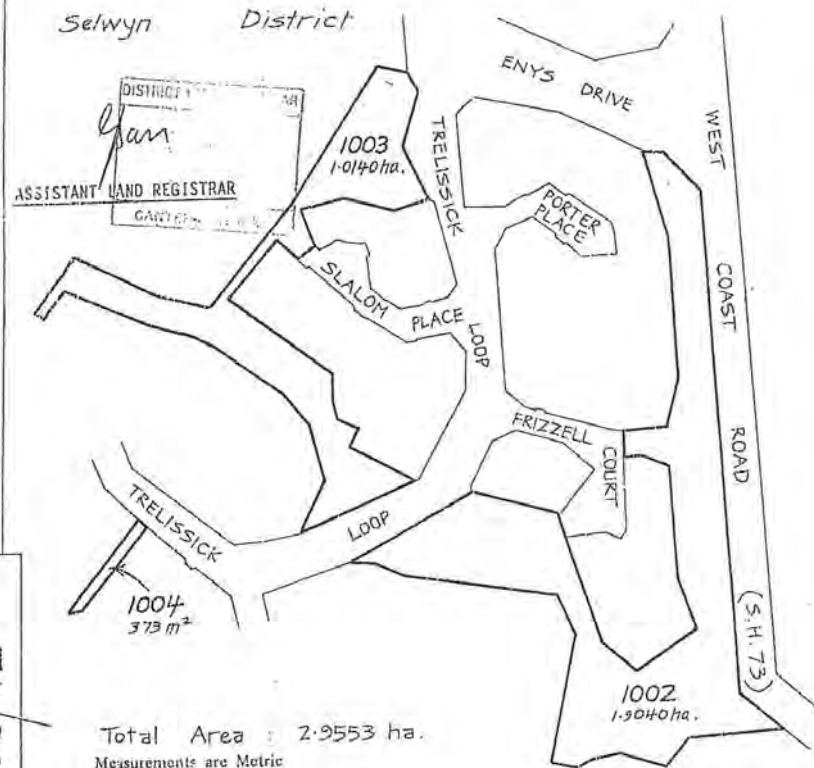 Selwyn District
ENYS DRIVE
WEST COAST ROAD (S.H. 73)
1003
1.0140 ha.
TRELISSICK
ASSISTANT LAND REGISTRAR
PORTER
PLACE
SLALOM PLACE
LOOP
FRIZZELL COURT
TRELISSICK LOOP
1004
373 m²
1002
1.9040 ha.
Total Area : 2.9553 ha.
Measurements are Metric